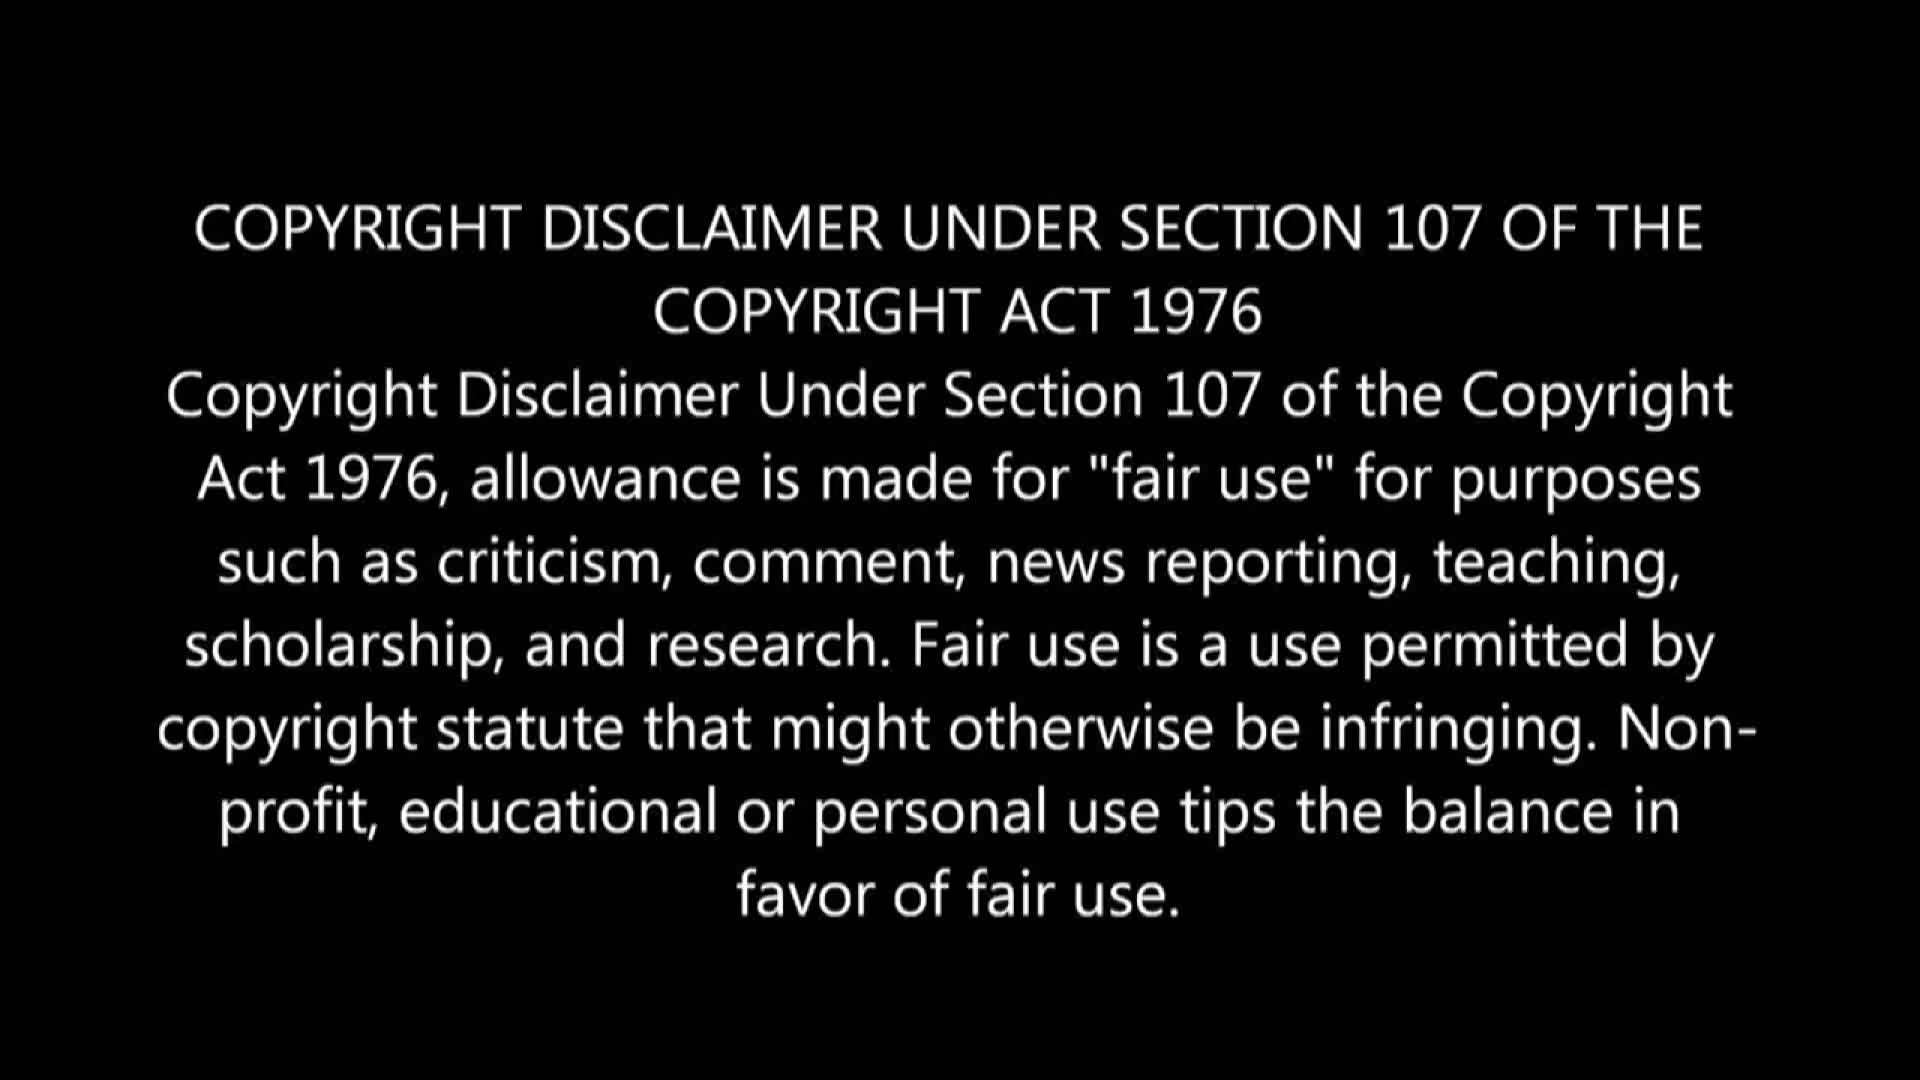 COPYRIGHT DISCLAIMER UNDER SECTION 107 OF THE
COPYRIGHT ACT 1976
Copyright Disclaimer Under Section 107 of the Copyright
Act 1976, allowance is made for "fair use" for purposes
such as criticism, comment, news reporting, teaching,
scholarship, and research. Fair use is a use permitted by
copyright statute that might otherwise be infringing. Non-
profit, educational or personal use tips the balance in
favor of fair use.